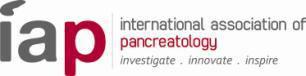 iap
international association of
pancreatology
investigate . innovate . inspire